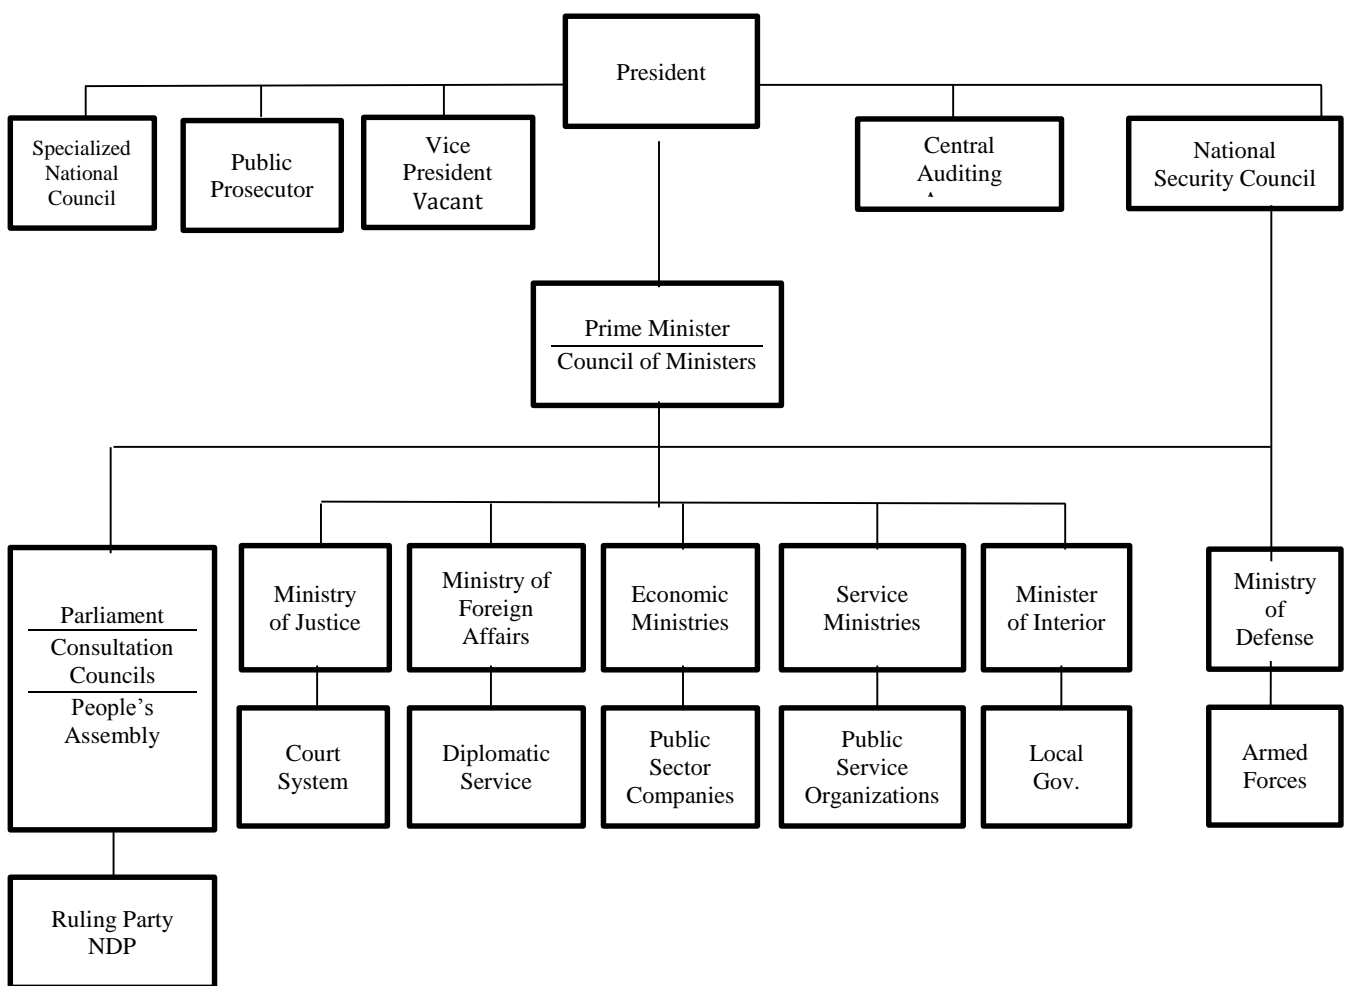 President
Specialized
National
Council
Public
Prosecutor
Vice
President
Vacant
Central
Auditing
National
Security Council
Prime Minister
Council of Ministers
Parliament
Consultation
Councils
People’s
Assembly
Ministry
of Justice
Ministry of
Foreign
Affairs
Economic
Ministries
Service
Ministries
Minister
of Interior
Ministry
of
Defense
Court
System
Diplomatic
Service
Public
Sector
Companies
Public
Service
Organizations
Local
Gov.
Armed
Forces
Ruling Party
NDP